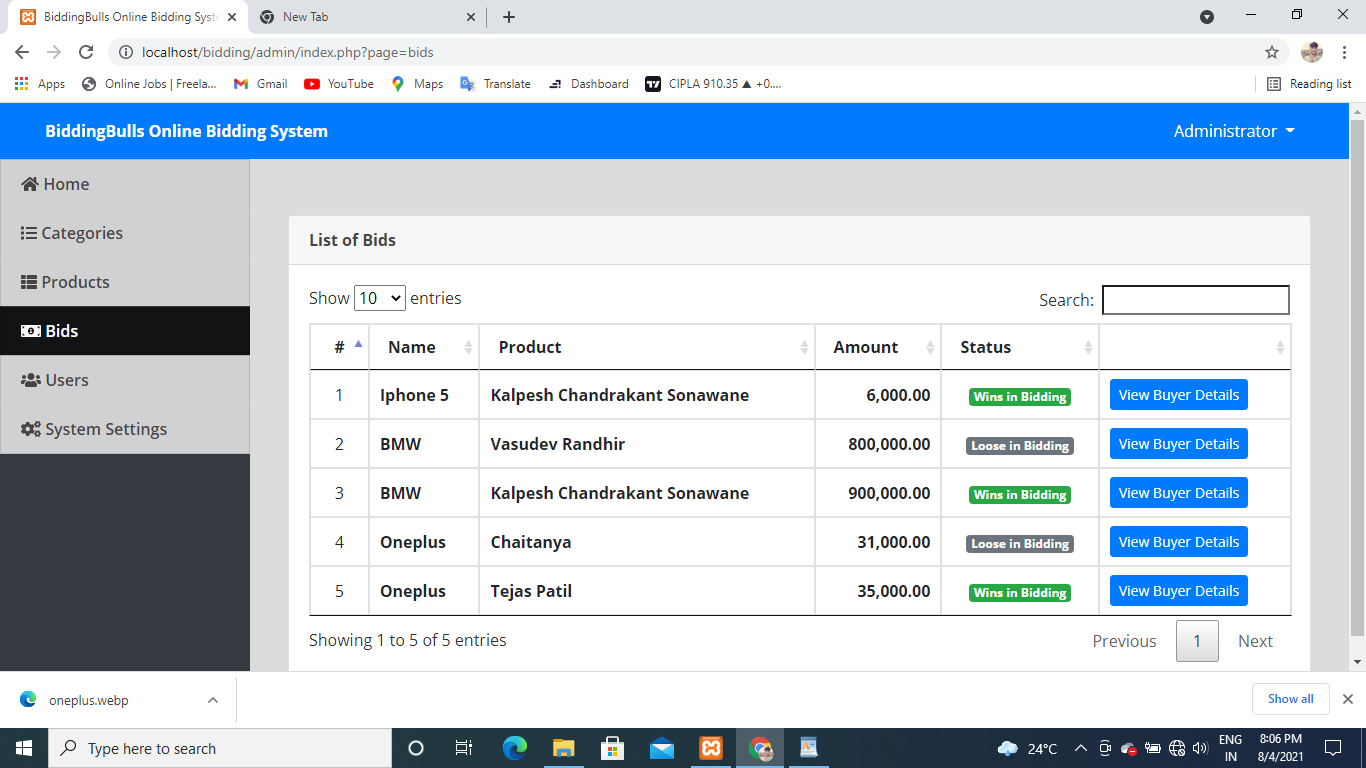 BiddingBulls Online Bidding Syst
New Tab
localhost/bidding/admin/index.php?page=bids
Apps Online Jobs | Freela... Gmail YouTube Maps Translate Dashboard CIPLA 910.35 ▲ +0.... Reading list
BiddingBulls Online Bidding System
Administrator
Home
Categories
Products
Bids
Users
System Settings
List of Bids
Show 10 entries
Search:
# Name Product Amount Status
1 Iphone 5 Kalpesh Chandrakant Sonawane 6,000.00 Wins in Bidding View Buyer Details
2 BMW Vasudev Randhir 800,000.00 Loose in Bidding View Buyer Details
3 BMW Kalpesh Chandrakant Sonawane 900,000.00 Wins in Bidding View Buyer Details
4 Oneplus Chaitanya 31,000.00 Loose in Bidding View Buyer Details
5 Oneplus Tejas Patil 35,000.00 Wins in Bidding View Buyer Details
Showing 1 to 5 of 5 entries
Previous 1 Next
oneplus.webp
Show all
Type here to search
24°C
ENG
IN
8:06 PM
8/4/2021